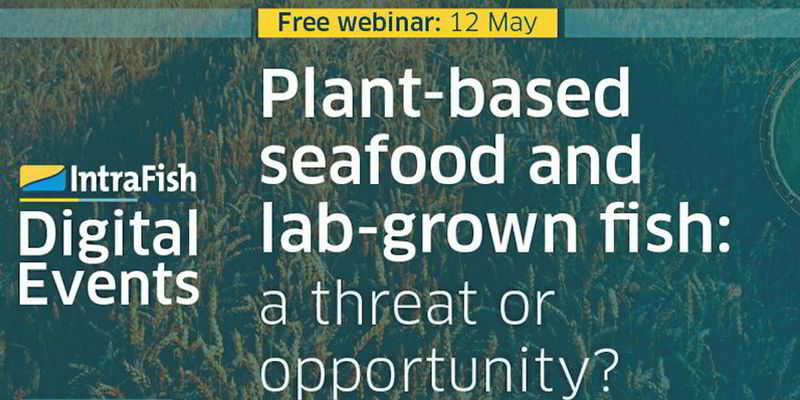 Free webinar: 12 May
Plant-based
seafood and
lab-grown fish:
a threat or
opportunity?
IntraFish
Digital
Events